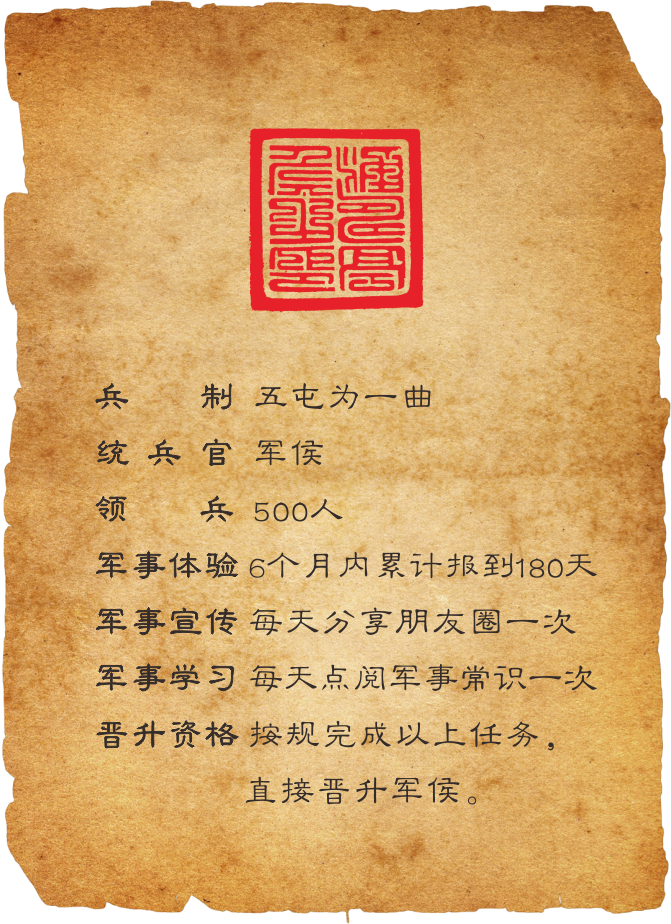 兵制 五屯为一曲
统兵官 军侯
领兵 500人
军事体验 6个月内累计报到180天
军事宣传 每天分享朋友圈一次
军事学习 每天点阅军事常识一次
晋升资格 按规完成以上任务，
直接晋升军侯。